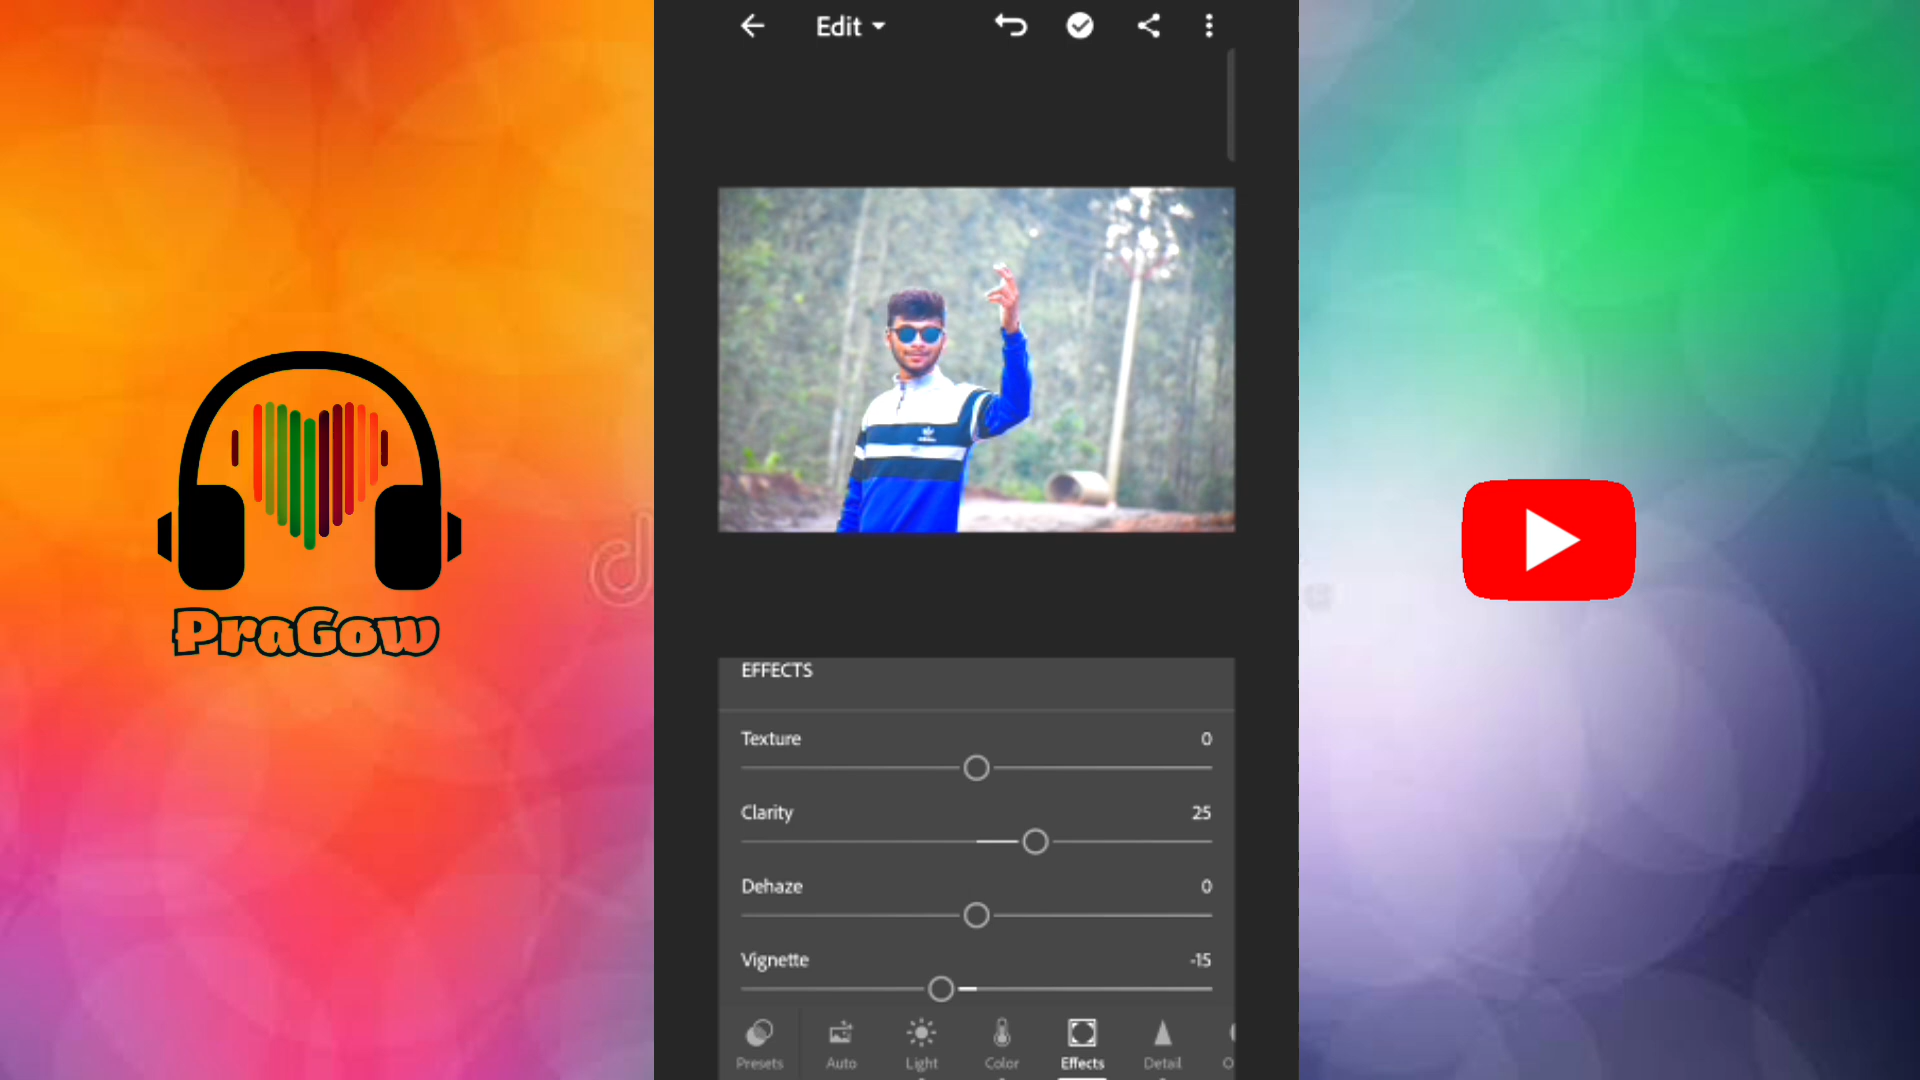 Edit
EFFECTS
Texture 0
Clarity 25
Dehaze 0
Vignette -15
Presets Auto Light Color Effects Detail
PraGow